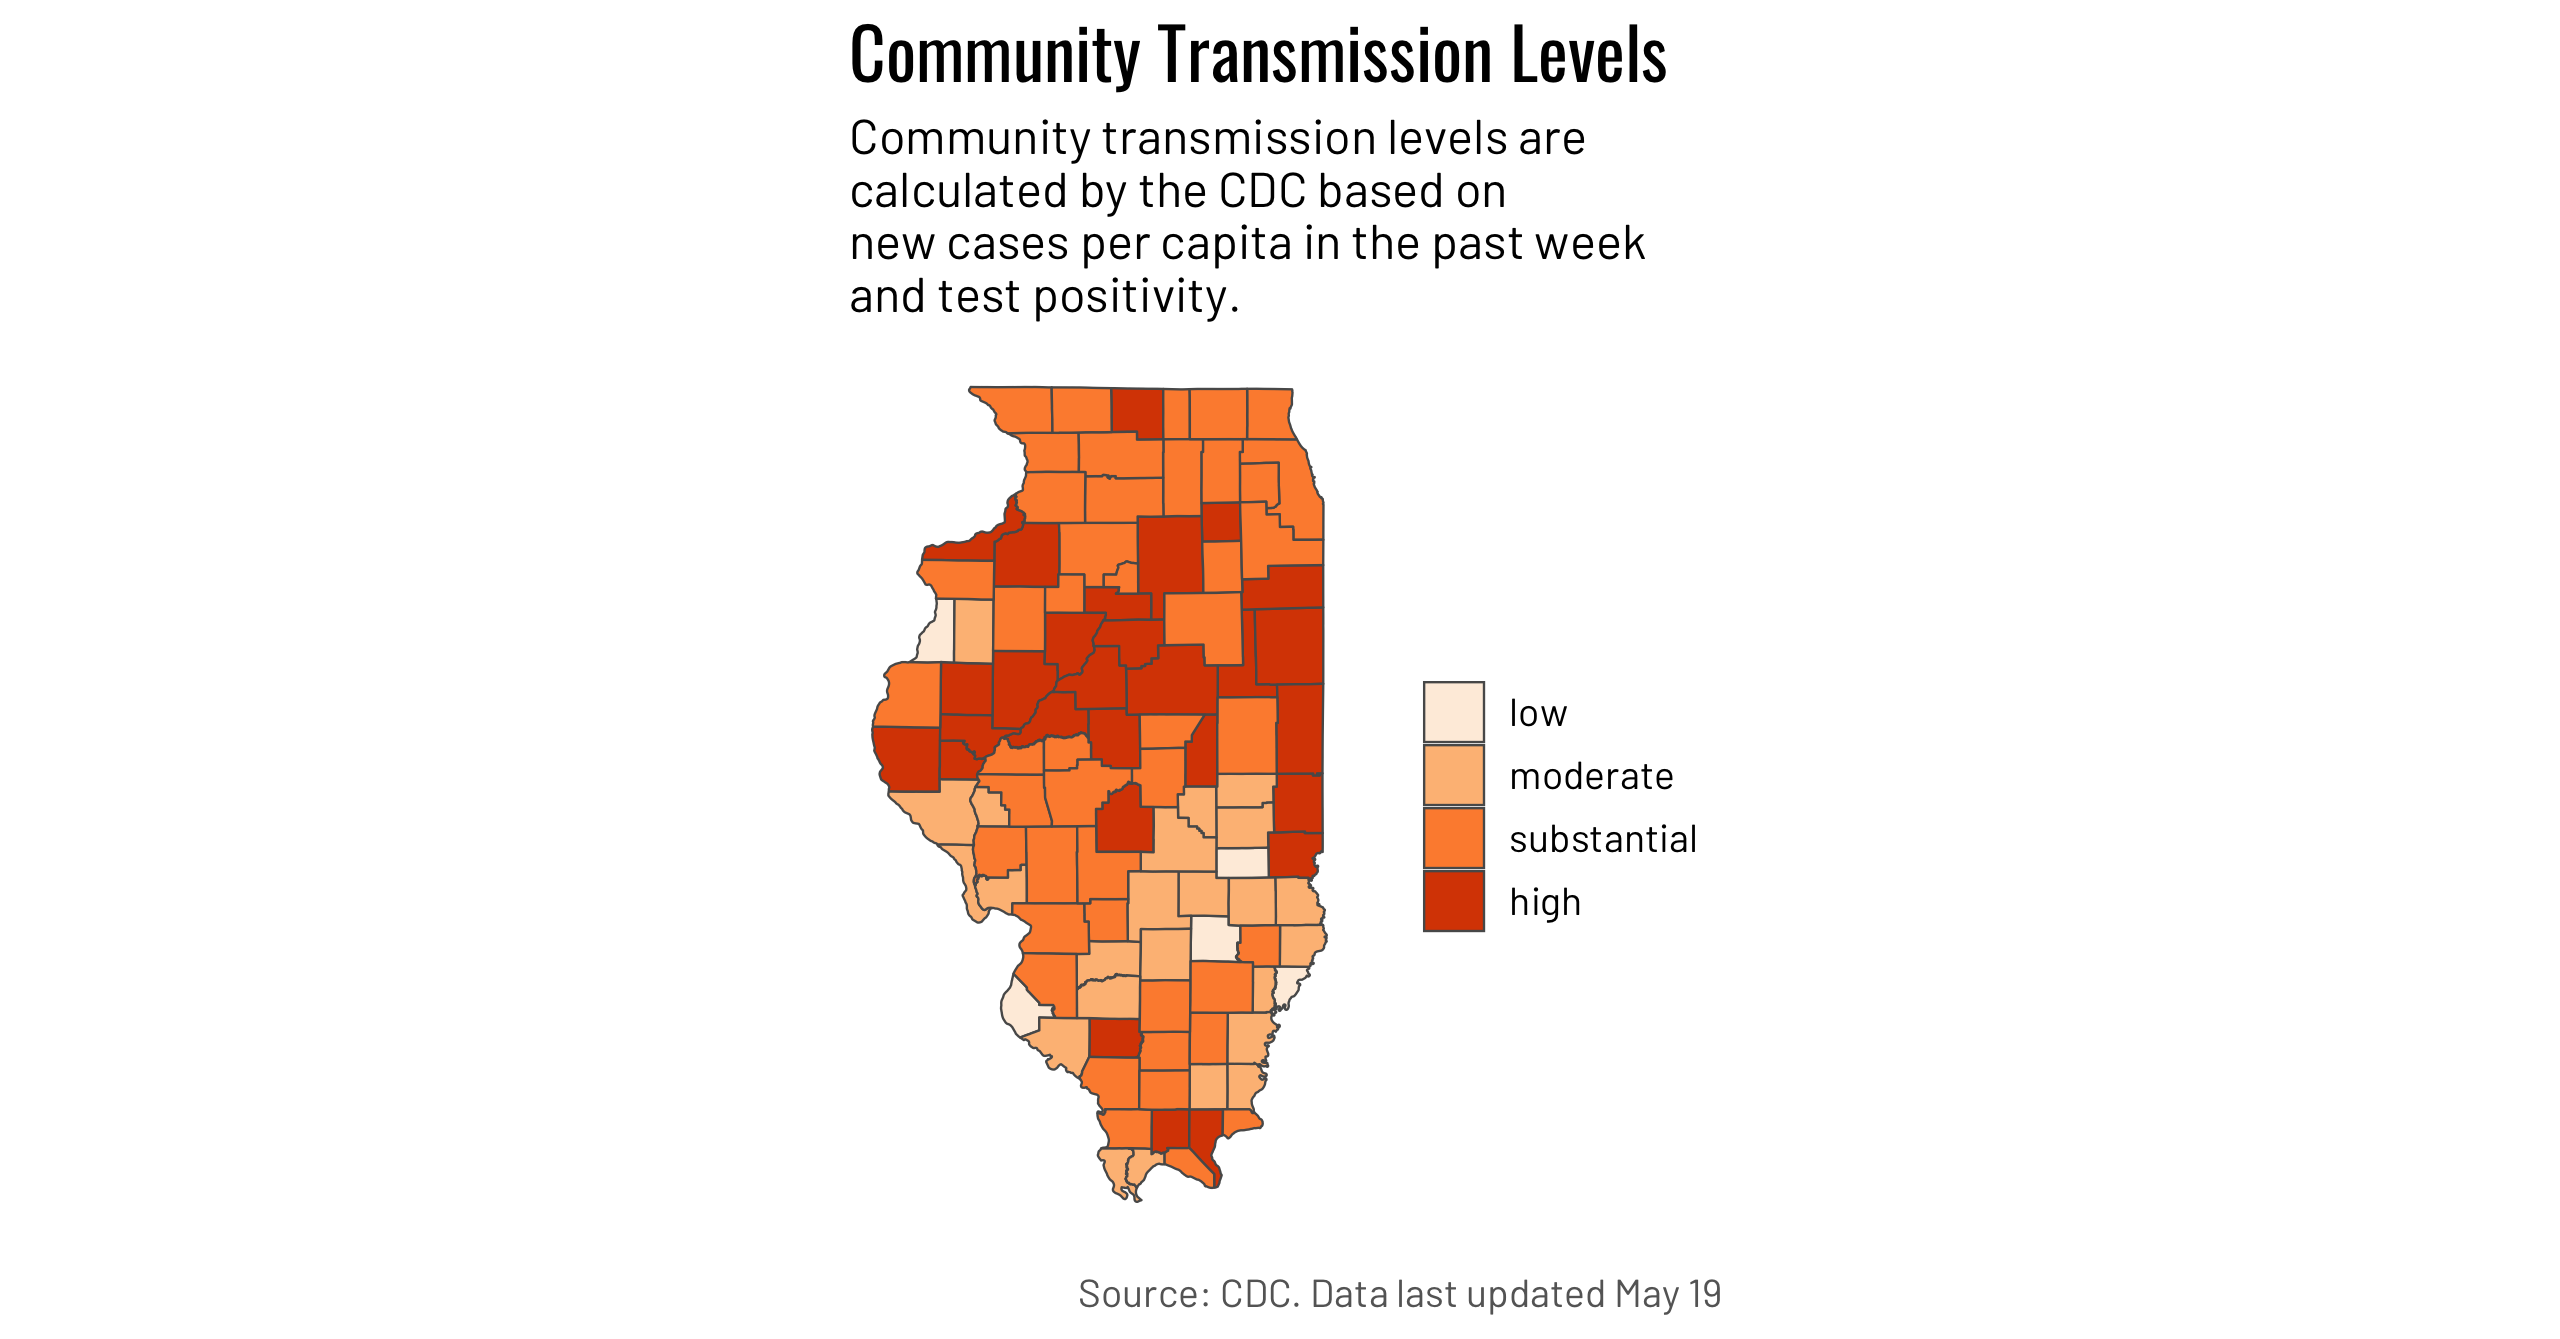 Community Transmission Levels
Community transmission levels are
calculated by the CDC based on
new cases per capita in the past week
and test positivity.
low
moderate
substantial
high
Source: CDC. Data last updated May 19